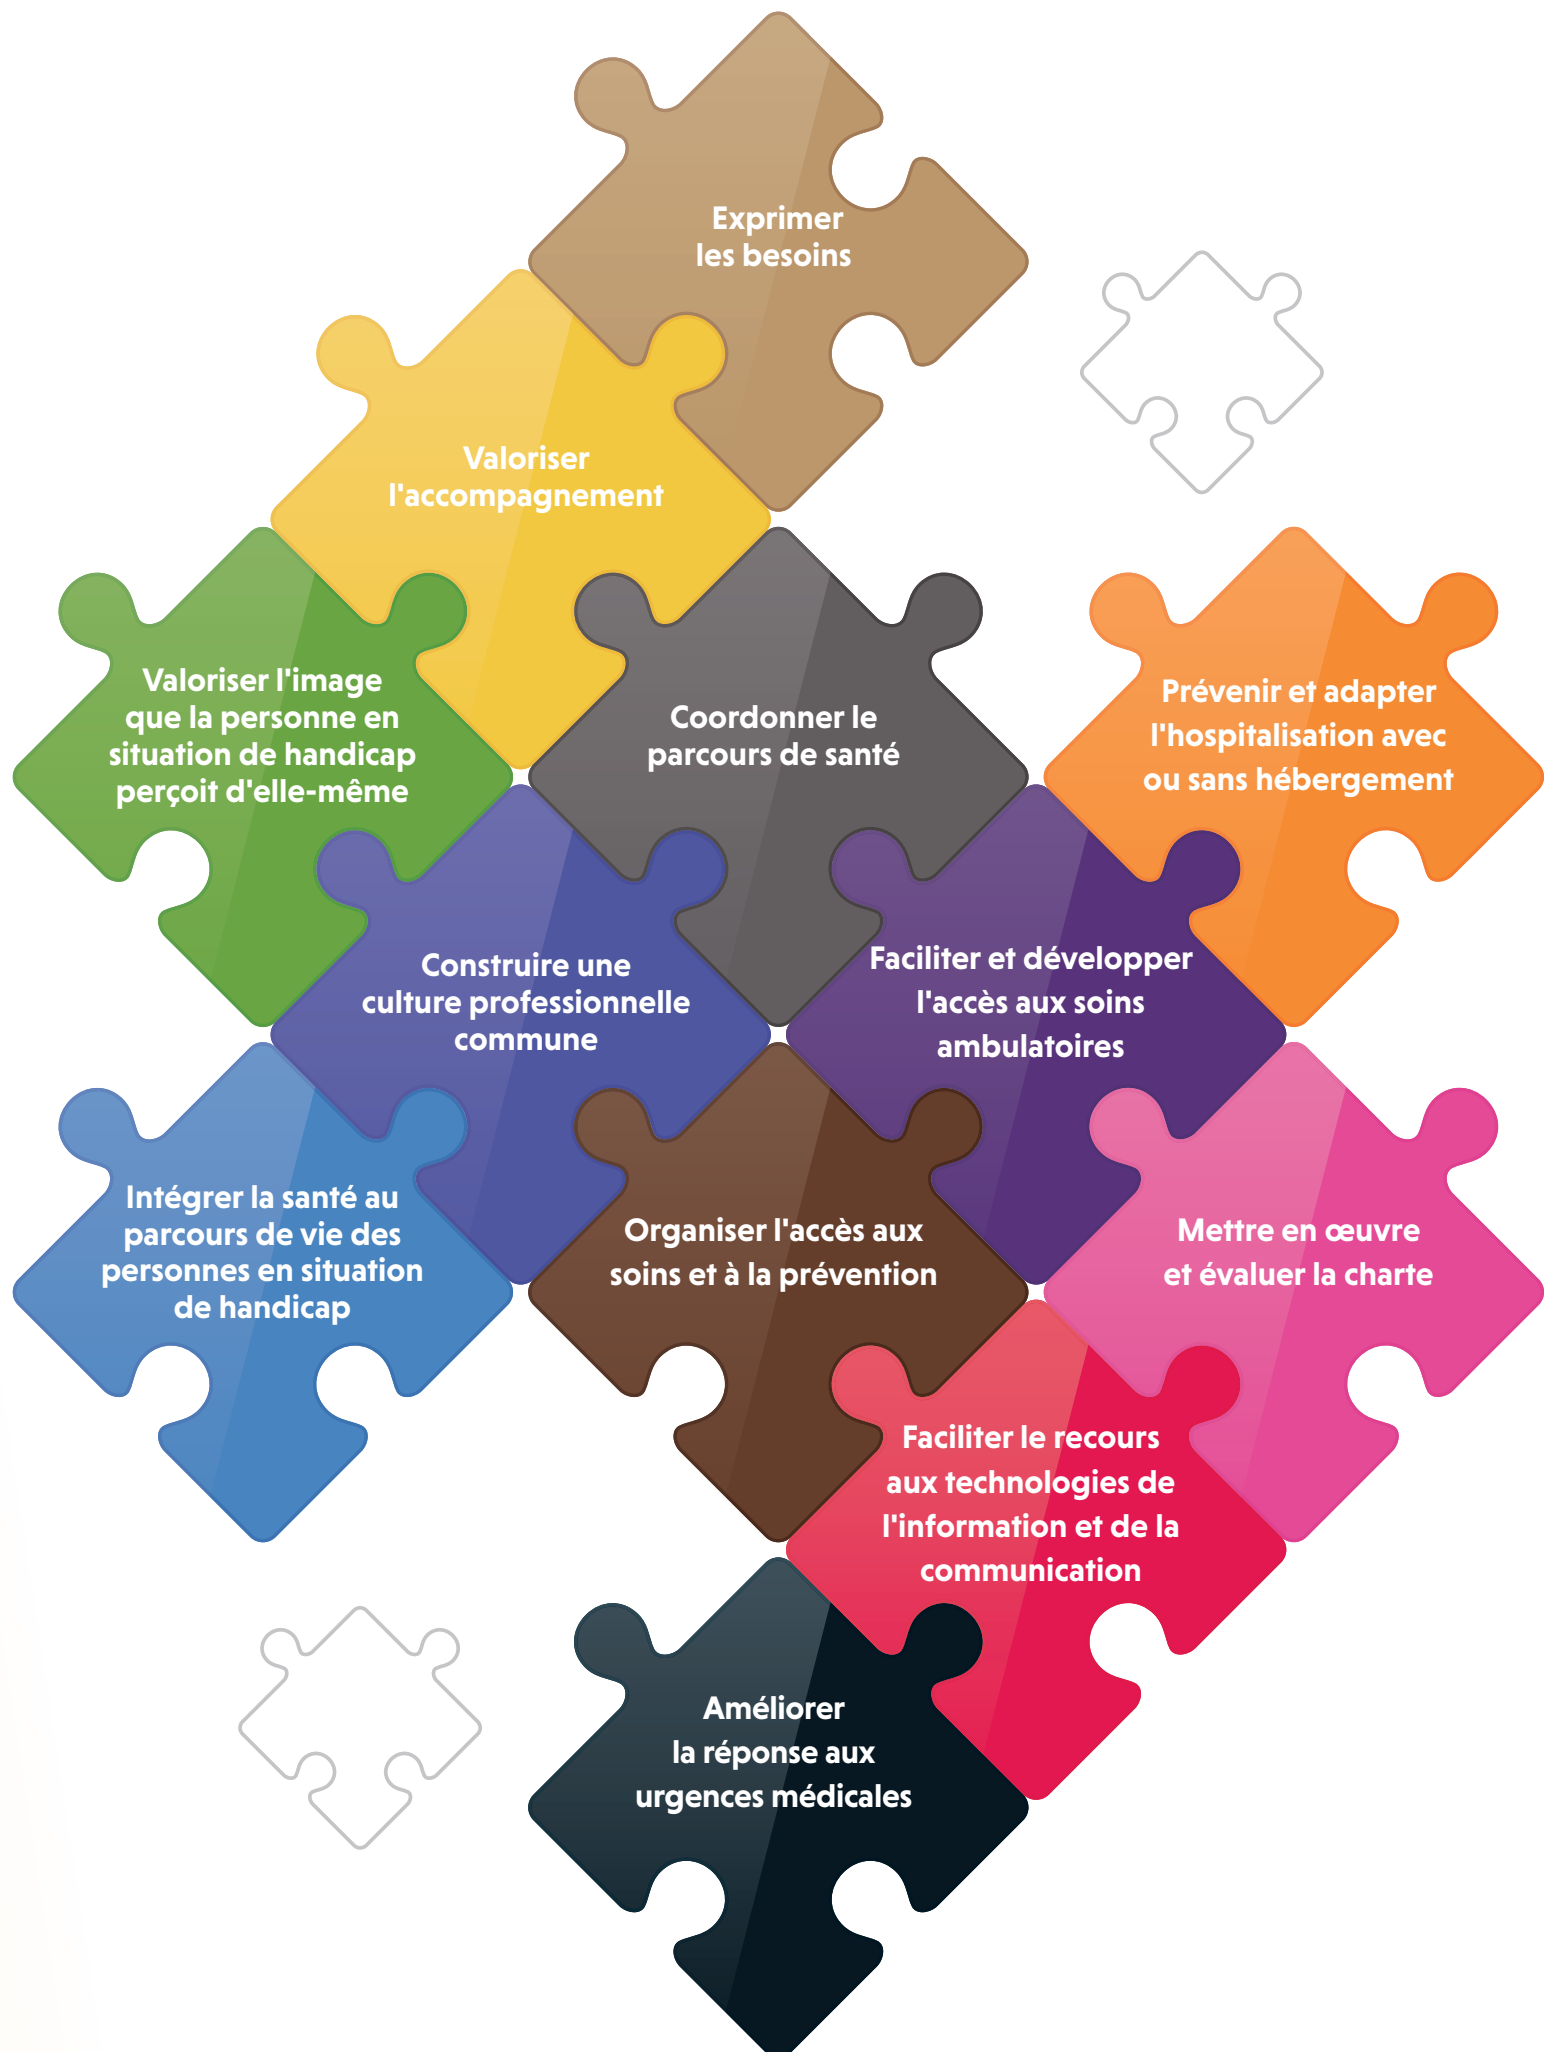 Exprimer
les besoins
Valoriser
l'accompagnement
Valoriser l'image
que la personne en
situation de handicap
perçoit d'elle-même
Coordonner le
parcours de santé
Prévenir et adapter
l'hospitalisation avec
ou sans hébergement
Construire une
culture professionnelle
commune
Faciliter et développer
l'accès aux soins
ambulatoires
Intégrer la santé au
parcours de vie des
personnes en situation
de handicap
Organiser l'accès aux
soins et à la prévention
Mettre en œuvre
et évaluer la charte
Faciliter le recours
aux technologies de
l'information et de la
communication
Améliorer
la réponse aux
urgences médicales